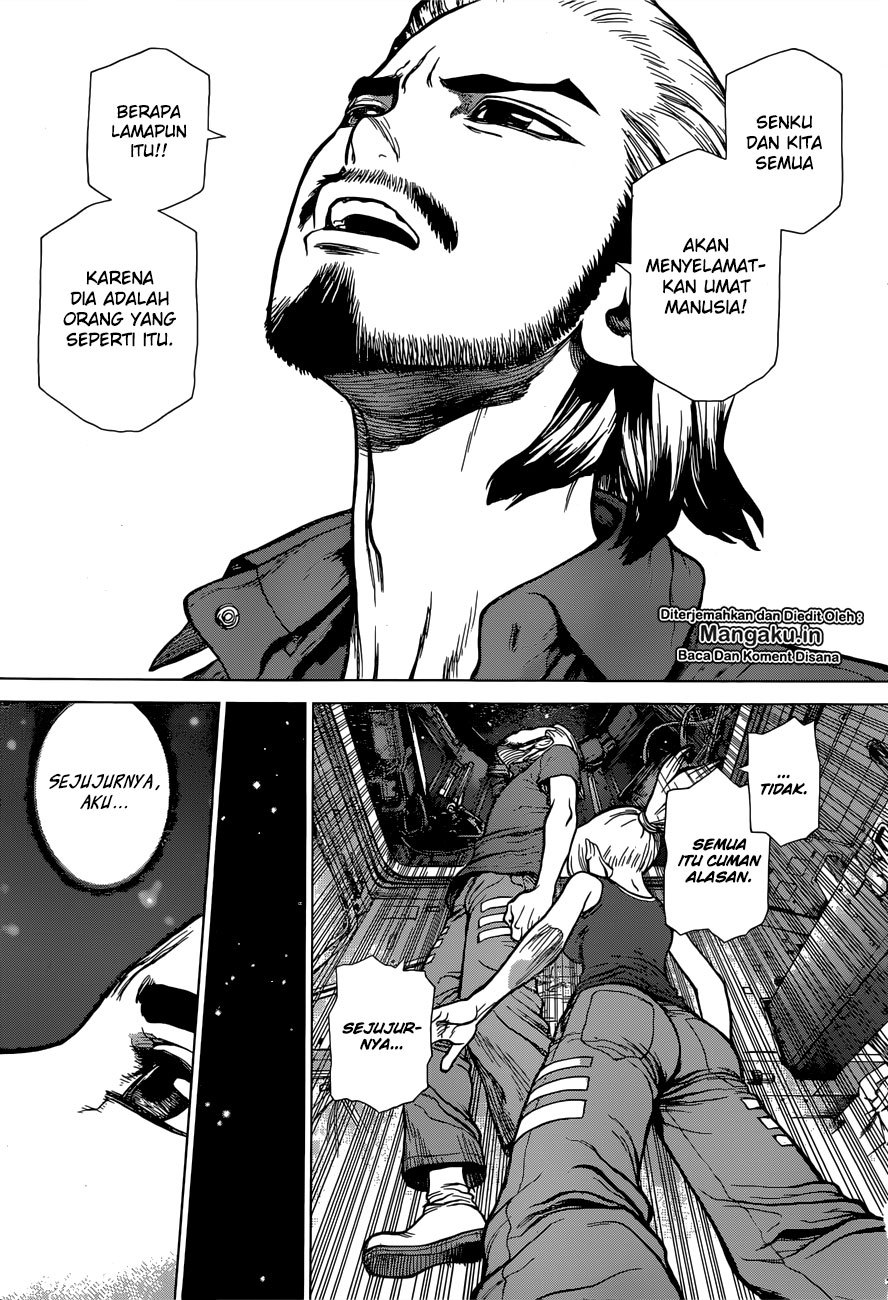 SENKU
DAN KITA
SEMUA
AKAN
MENYELAMAT-
KAN UMAT
MANUSIA!
BERAPA
LAMAPUN
ITU!!
KARENA
DIA ADALAH
ORANG YANG
SEPERTI ITU.
Diterjemahkan dan Diedit Oleh :
Mangaku.in
Baca Dan Koment Disana
...
TIDAK.
SEMUA
ITU CUMAN
ALASAN.
SEJUJUR-
NYA...
SEJUJURNYA,
AKU...